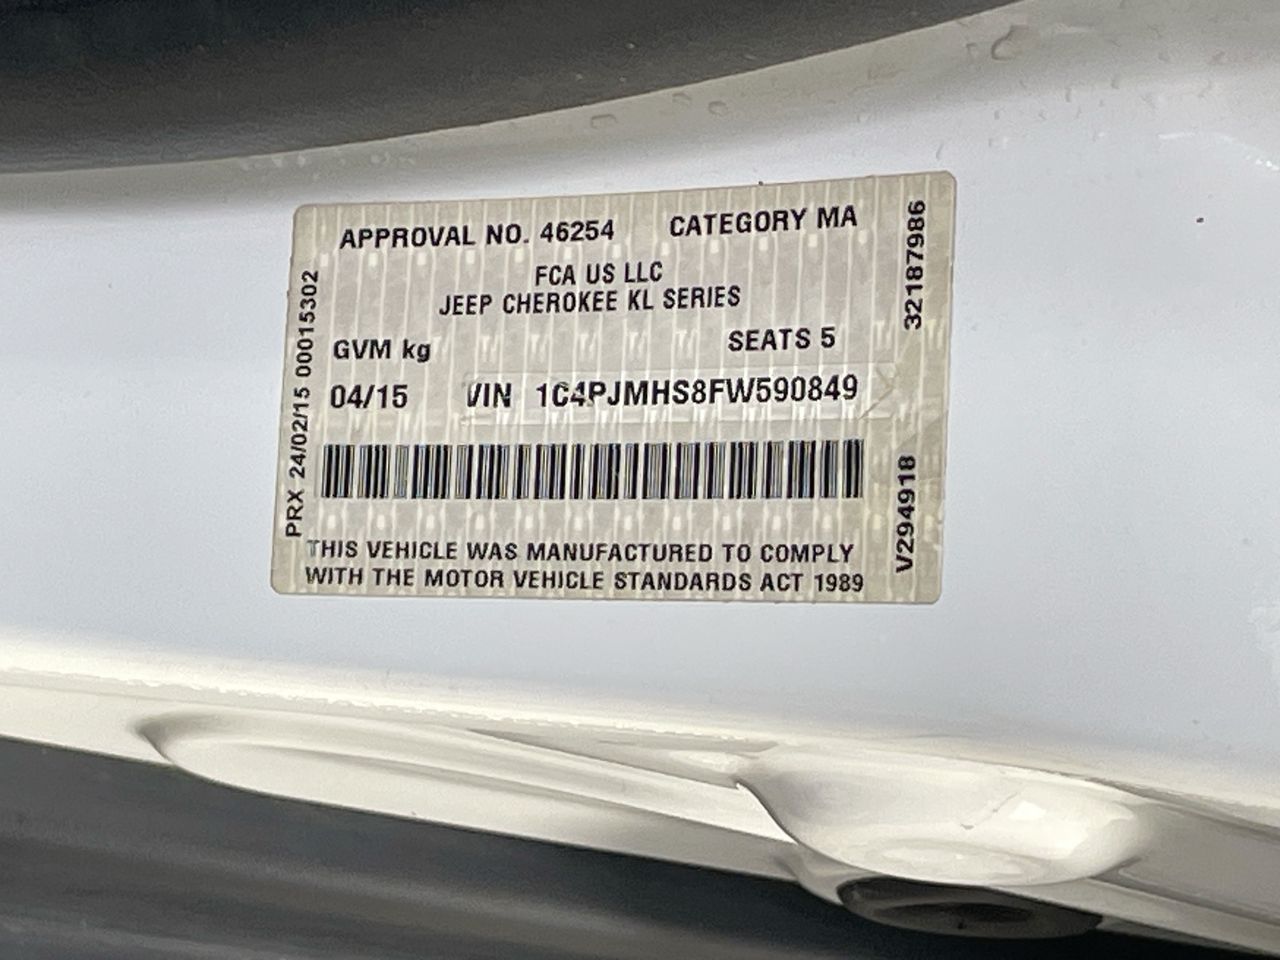 APPROVAL NO. 46254 CATEGORY MA
FCA US LLC
JEEP CHEROKEE KL SERIES
GVM kg SEATS 5
04/15 VIN 1C4PJMHS8FW590849
THIS VEHICLE WAS MANUFACTURED TO COMPLY
WITH THE MOTOR VEHICLE STANDARDS ACT 1989
PRX 24/02/15 00015302
32187986
V294918